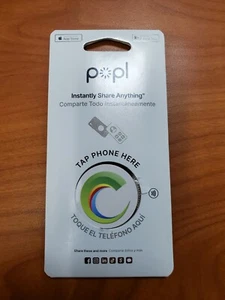 popl
Instantly Share Anything
Comparte Todo Instantáneamente
TAP PHONE HERE
TOQUE EL TELÉFONO AQUÍ